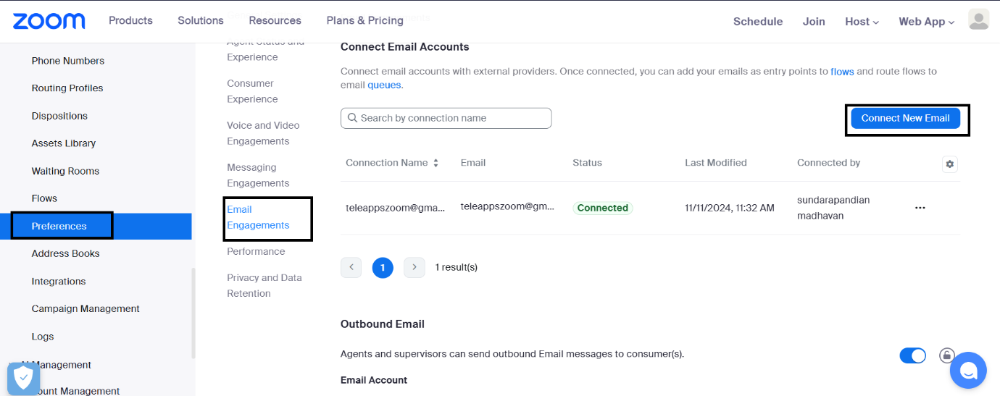 zoom
Products
Solutions
Resources
Plans & Pricing
Schedule
Join
Host
Web App
Phone Numbers
Routing Profiles
Dispositions
Assets Library
Waiting Rooms
Flows
Preferences
Address Books
Integrations
Campaign Management
Logs
Management
ount Management
Agent Status and
Experience
Consumer
Experience
Voice and Video
Engagements
Messaging
Engagements
Email
Engagements
Performance
Privacy and Data
Retention
Connect Email Accounts
Connect email accounts with external providers. Once connected, you can add your emails as entry points to flows and route flows to
email queues.
Search by connection name
Connect New Email
Connection Name
Email
Status
Last Modified
Connected by
teleappszoom@gma...
teleappszoom@gm...
Connected
11/11/2024, 11:32 AM
sundarapandian
madhavan
1
1 result(s)
Outbound Email
Agents and supervisors can send outbound Email messages to consumer(s).
Email Account